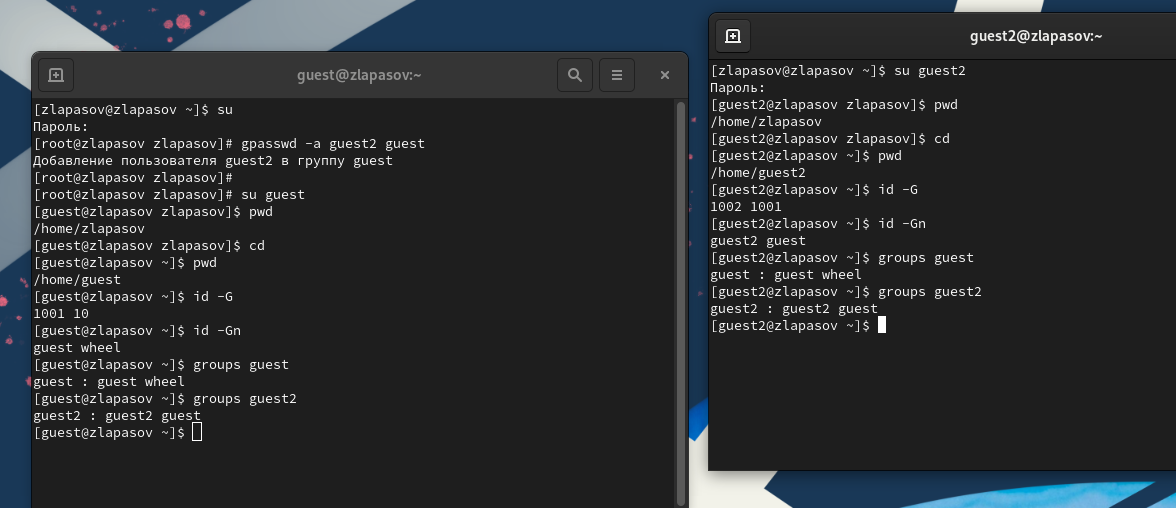 guest@zlapasov:~
[zlapasov@zlapasov ~]$ su
Пароль:
[root@zlapasov zlapasov]# gpasswd -a guest2 guest
Добавление пользователя guest2 в группу guest
[root@zlapasov zlapasov]#
[root@zlapasov zlapasov]# su guest
[guest@zlapasov zlapasov]$ pwd
/home/zlapasov
[guest@zlapasov zlapasov]$ cd
[guest@zlapasov ~]$ pwd
/home/guest
[guest@zlapasov ~]$ id -G
1001 10
[guest@zlapasov ~]$ id -Gn
guest wheel
[guest@zlapasov ~]$ groups guest
guest : guest wheel
[guest@zlapasov ~]$ groups guest2
guest2 : guest2 guest
[guest@zlapasov ~]$
guest2@zlapasov:~
[zlapasov@zlapasov ~]$ su guest2
Пароль:
[guest2@zlapasov zlapasov]$ pwd
/home/zlapasov
[guest2@zlapasov zlapasov]$ cd
[guest2@zlapasov ~]$ pwd
/home/guest2
[guest2@zlapasov ~]$ id -G
1002 1001
[guest2@zlapasov ~]$ id -Gn
guest2 guest
[guest2@zlapasov ~]$ groups guest
guest : guest wheel
[guest2@zlapasov ~]$ groups guest2
guest2 : guest2 guest
[guest2@zlapasov ~]$